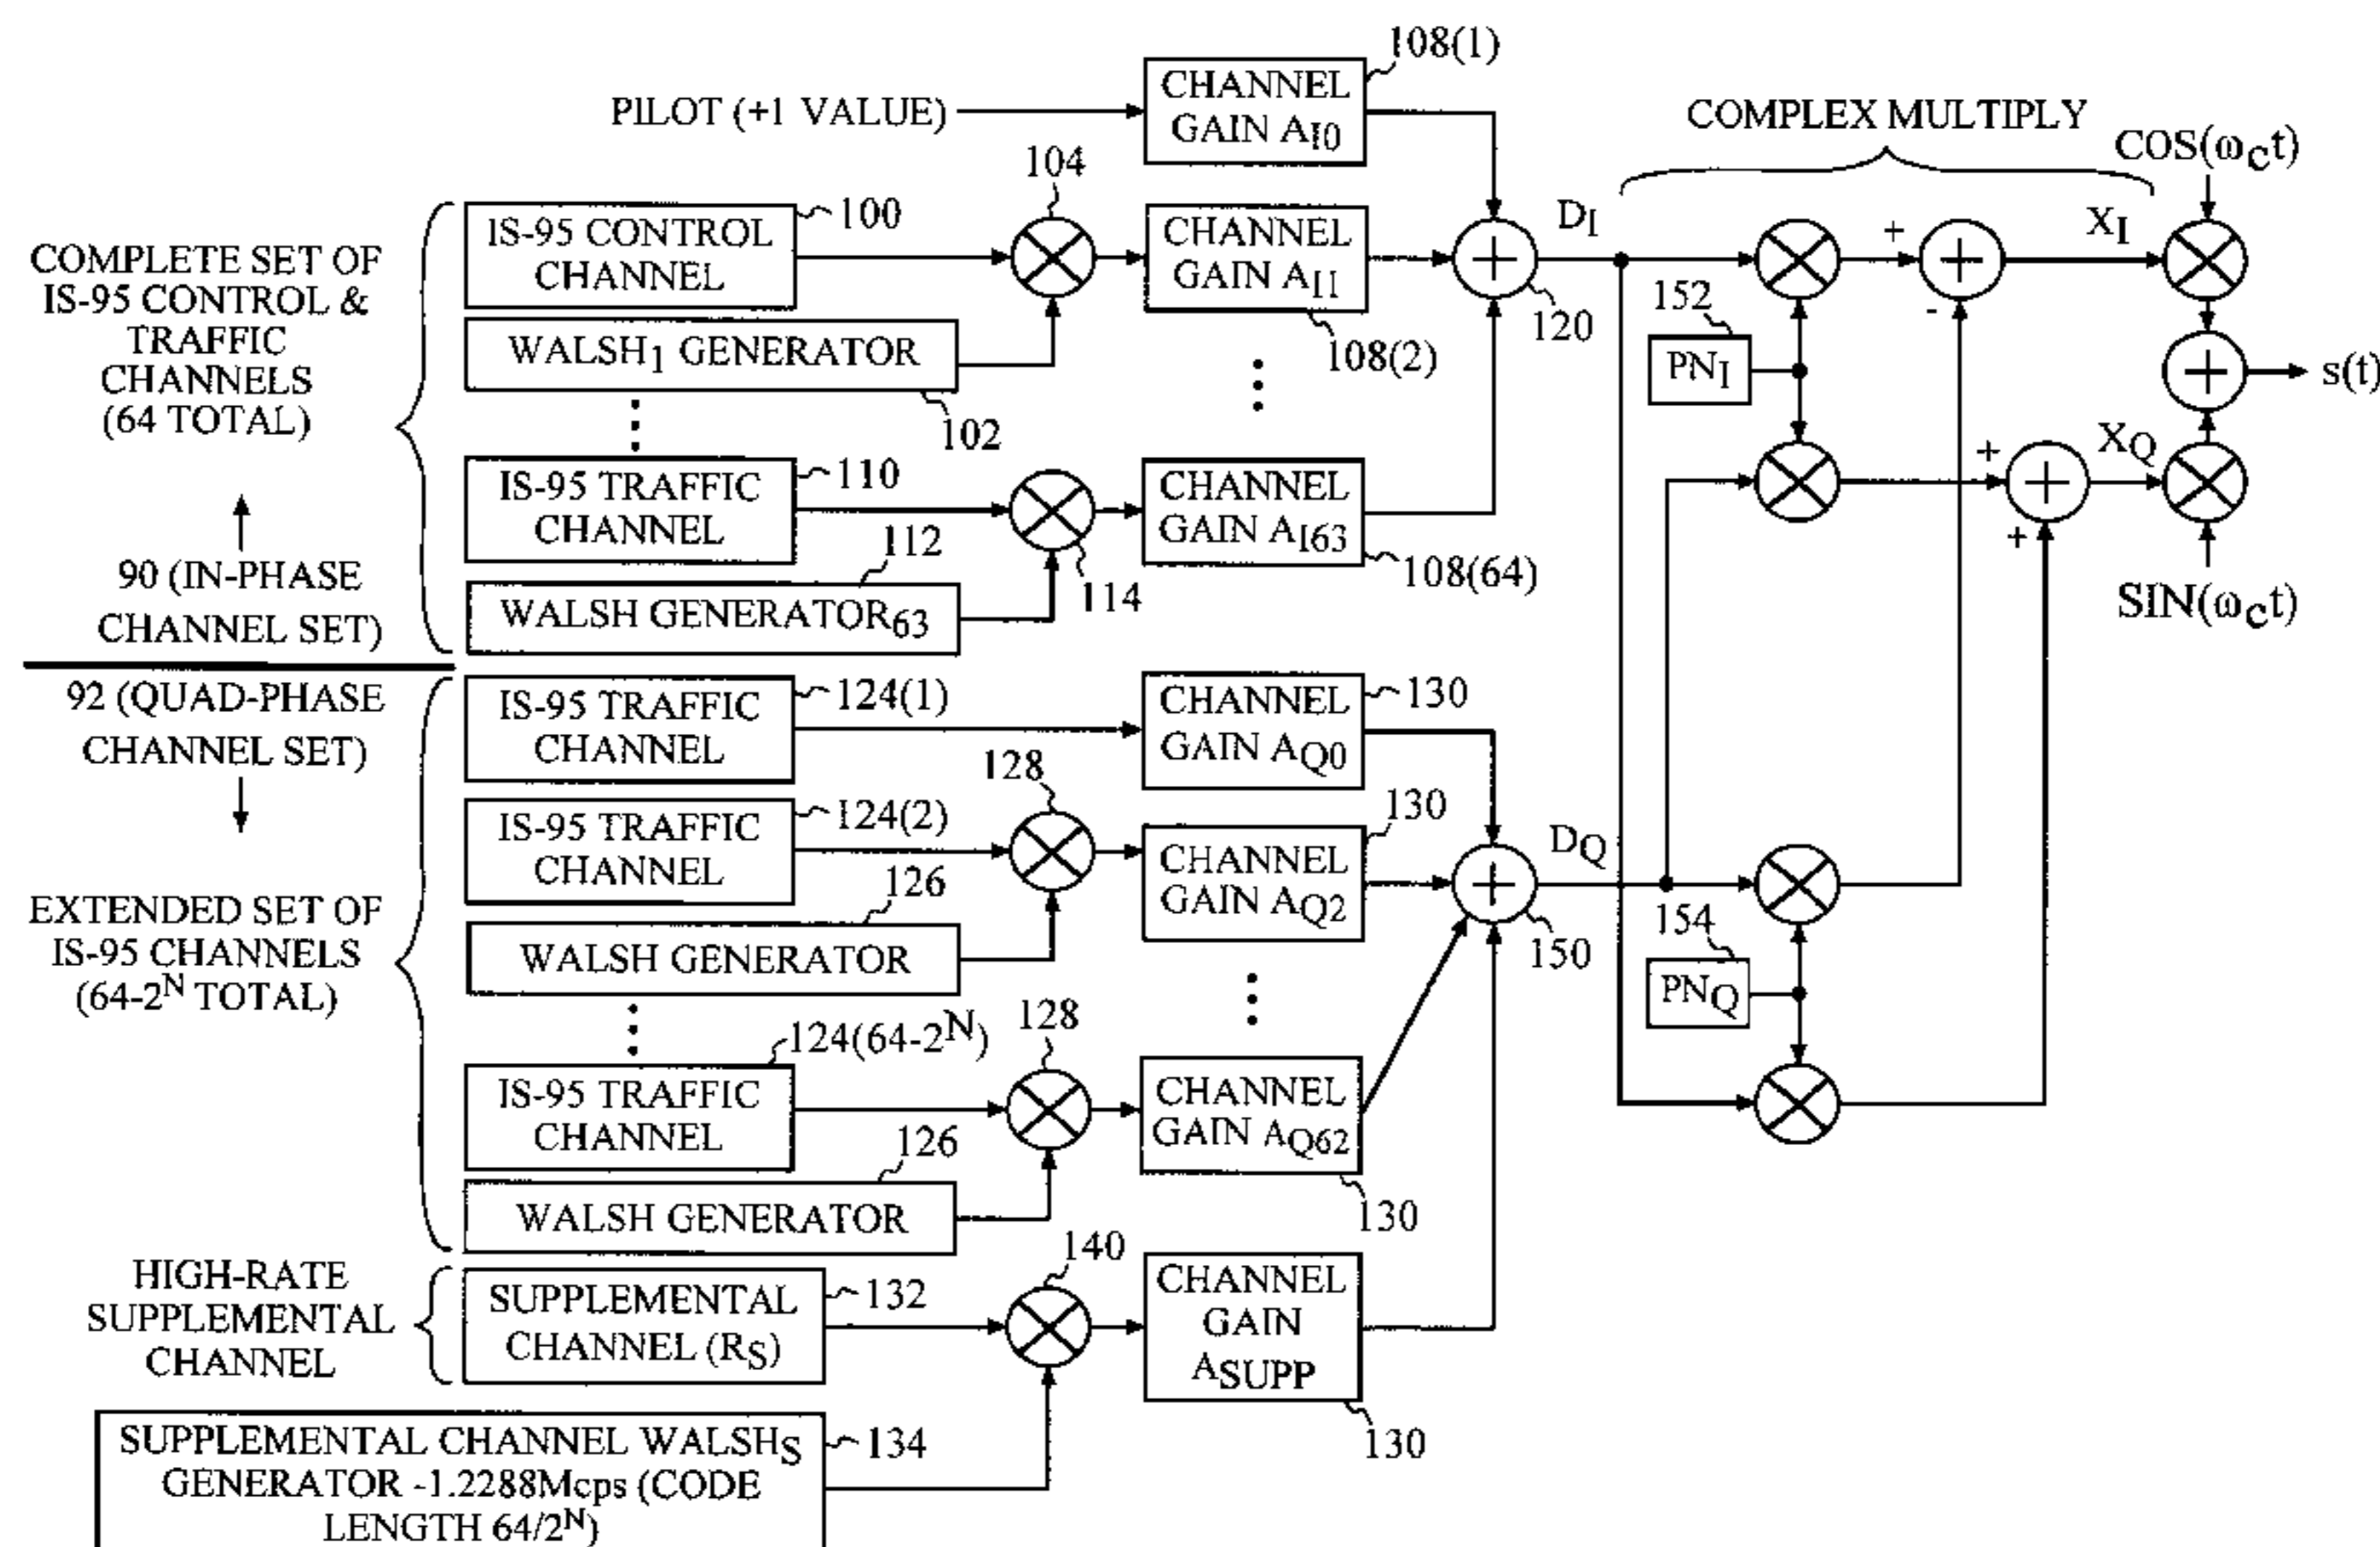 108(1)
PILOT (+1 VALUE)
CHANNEL
GAIN AI0
COMPLEX MULTIPLY
COS(ωct)
104
COMPLETE SET OF
IS-95 CONTROL &
TRAFFIC
CHANNELS
(64 TOTAL)
IS-95 CONTROL
CHANNEL
100
CHANNEL
GAIN AI1
DI
+
XI
152
-
120
WALSH1 GENERATOR
108(2)
PNI
s(t)
102
IS-95 TRAFFIC
CHANNEL
110
CHANNEL
GAIN AI63
+
XQ
+
112
108(64)
90 (IN-PHASE
CHANNEL SET)
WALSH GENERATOR63
114
SIN(ωct)
92 (QUAD-PHASE
CHANNEL SET)
IS-95 TRAFFIC
CHANNEL
124(1)
CHANNEL
GAIN AQ0
130
128
IS-95 TRAFFIC
CHANNEL
124(2)
CHANNEL
GAIN AQ2
130
DQ
126
154
150
EXTENDED SET OF
IS-95 CHANNELS
(64-2N TOTAL)
WALSH GENERATOR
PNQ
124(64-2N)
128
IS-95 TRAFFIC
CHANNEL
CHANNEL
GAIN AQ62
126
WALSH GENERATOR
130
HIGH-RATE
SUPPLEMENTAL
CHANNEL
140
SUPPLEMENTAL
CHANNEL (RS)
132
CHANNEL
GAIN
ASUPP
130
SUPPLEMENTAL CHANNEL WALSHS
GENERATOR -1.2288Mcps (CODE
LENGTH 64/2N)
134